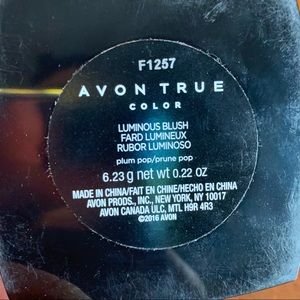 F1257
AVON TRUE
COLOR
LUMINOUS BLUSH
FARD LUMINEUX
RUBOR LUMINOSO
plum pop/prune pop
6.23 g net wt 0.22 OZ
MADE IN CHINA/FAIT EN CHINE/HECHO EN CHINA
AVON PRODS., INC., NEW YORK, NY 10017
AVON CANADA ULC, MTL H9R 4R3
©2016 AVON